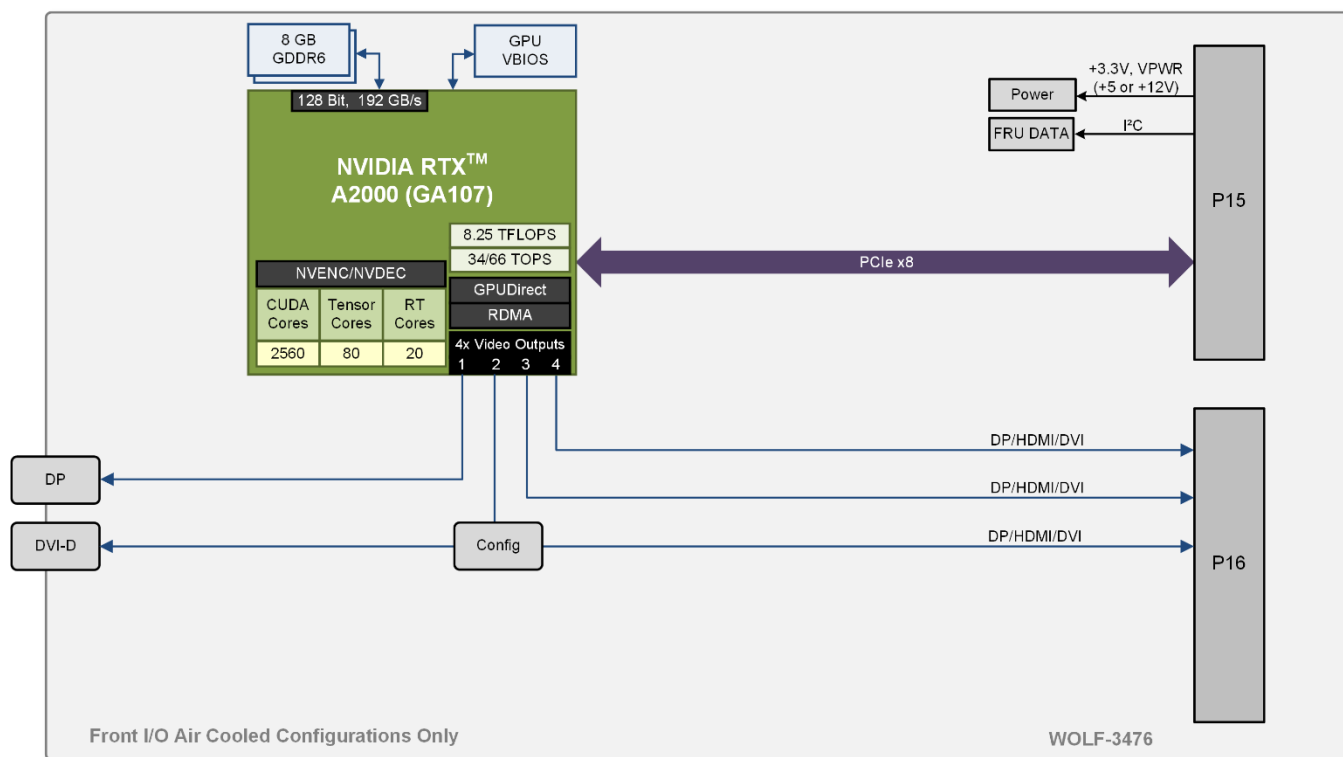 8 GB
GDDR6
GPU
VBIOS
128 Bit, 192 GB/s
NVIDIA RTX™
A2000 (GA107)
8.25 TFLOPS
34/66 TOPS
NVENC/NVDEC
GPUDirect
RDMA
CUDA
Cores
Tensor
Cores
RT
Cores
2560
80
20
4x Video Outputs
1 2 3 4
+3.3V, VPWR
(+5 or +12V)
Power
I²C
FRU DATA
P15
PCIe x8
DP/HDMI/DVI
DP
DP/HDMI/DVI
DVI-D
Config
DP/HDMI/DVI
P16
Front I/O Air Cooled Configurations Only
WOLF-3476